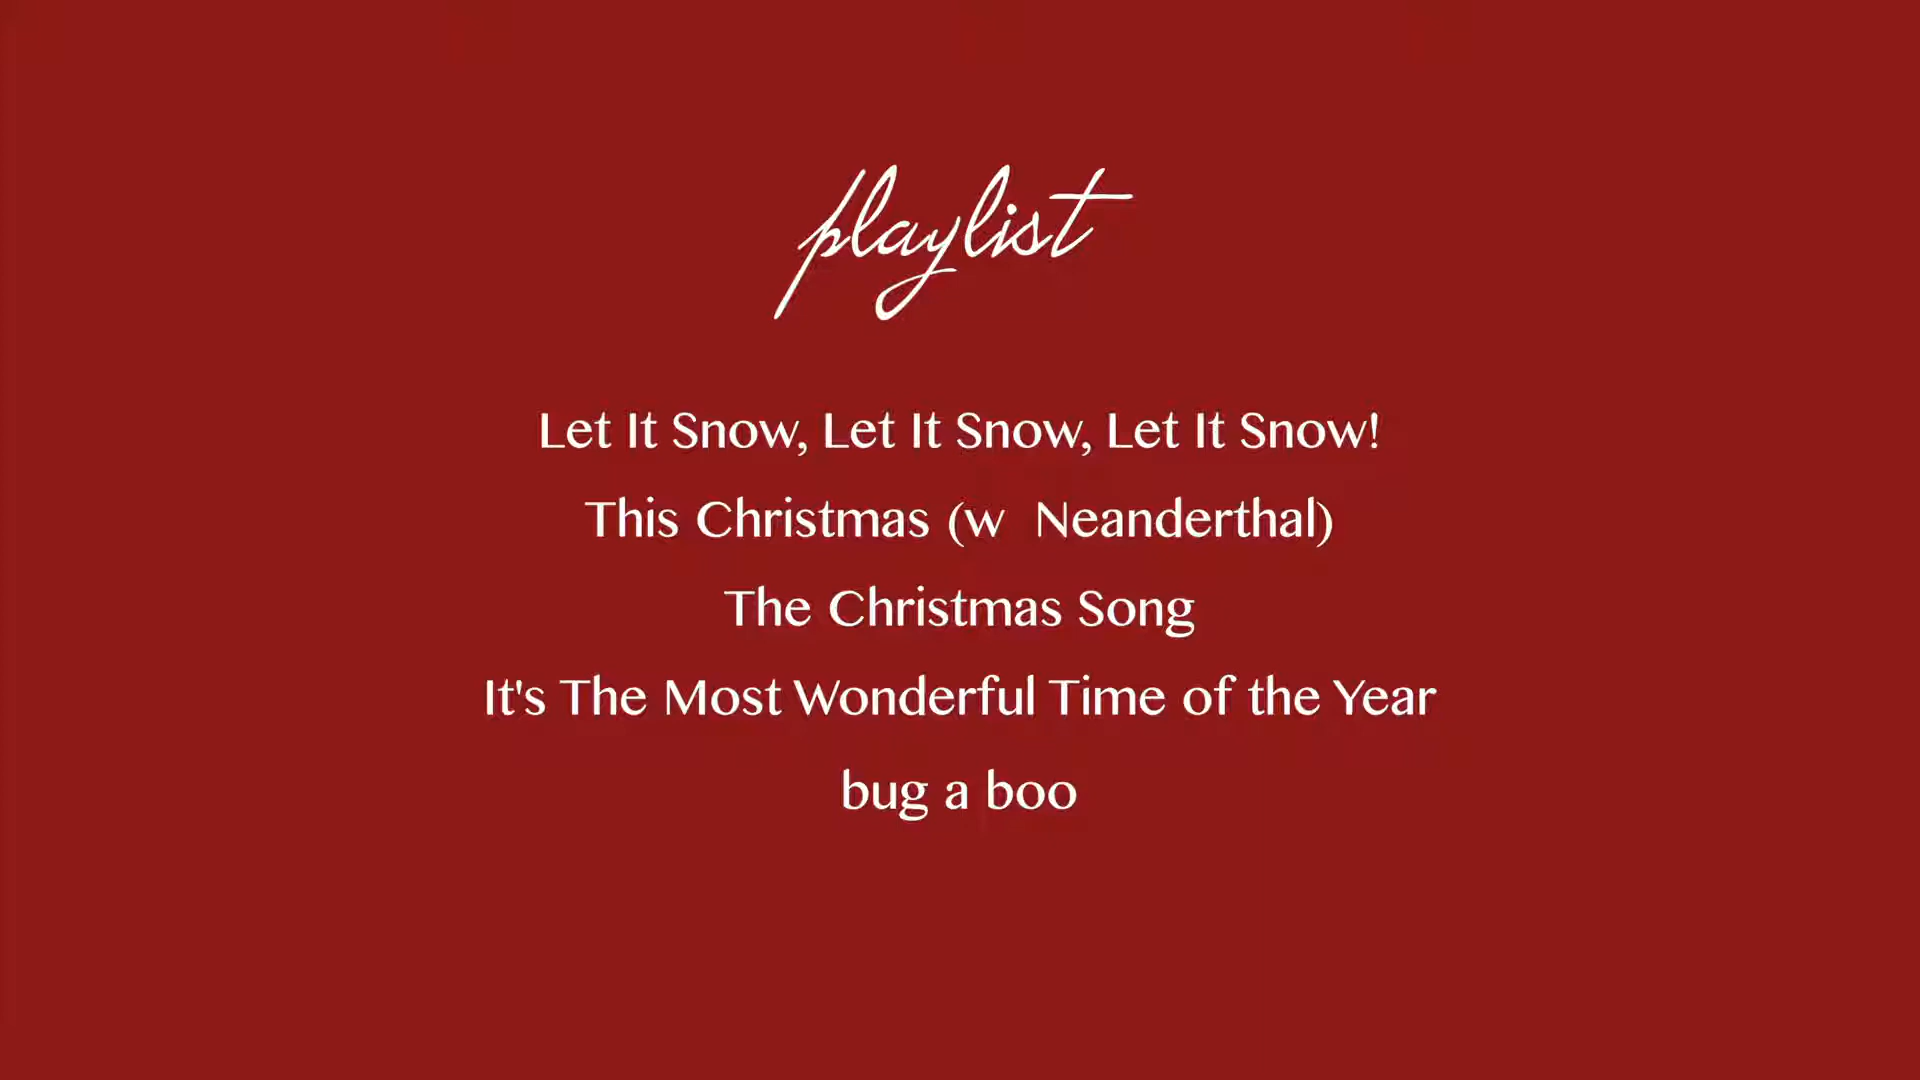 playlist
Let It Snow, Let It Snow, Let It Snow!
This Christmas (w  Neanderthal)
The Christmas Song
It's The Most Wonderful Time of the Year
bug a boo